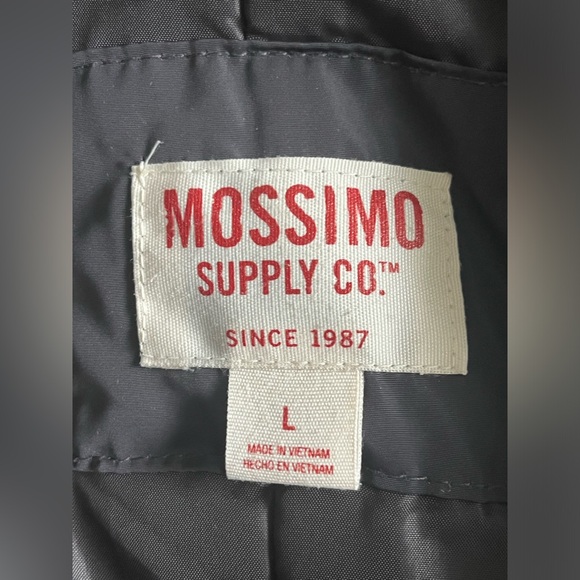 MOSSIMO
SUPPLY CO.™
SINCE 1987
L
MADE IN VIETNAM
HECHO EN VIETNAM